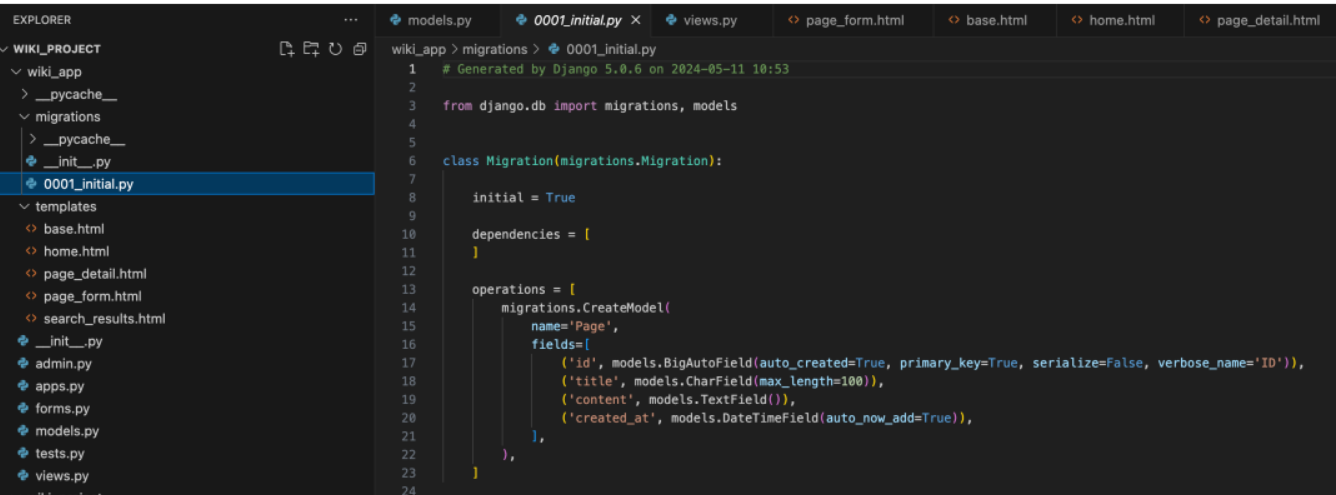 EXPLORER
WIKI_PROJECT
wiki_app
__pycache__
migrations
__pycache__
__init__.py
0001_initial.py
templates
base.html
home.html
page_detail.html
page_form.html
search_results.html
__init__.py
admin.py
apps.py
forms.py
models.py
tests.py
views.py
models.py 0001_initial.py views.py page_form.html base.html home.html page_detail.html
wiki_app > migrations > 0001_initial.py
1 # Generated by Django 5.0.6 on 2024-05-11 10:53
2
3 from django.db import migrations, models
4
5
6 class Migration(migrations.Migration):
7
8     initial = True
9
10     dependencies = [
11     ]
12
13     operations = [
14         migrations.CreateModel(
15             name='Page',
16             fields=[
17                 ('id', models.BigAutoField(auto_created=True, primary_key=True, serialize=False, verbose_name='ID')),
18                 ('title', models.CharField(max_length=100)),
19                 ('content', models.TextField()),
20                 ('created_at', models.DateTimeField(auto_now_add=True)),
21             ],
22         ),
23     ]
24